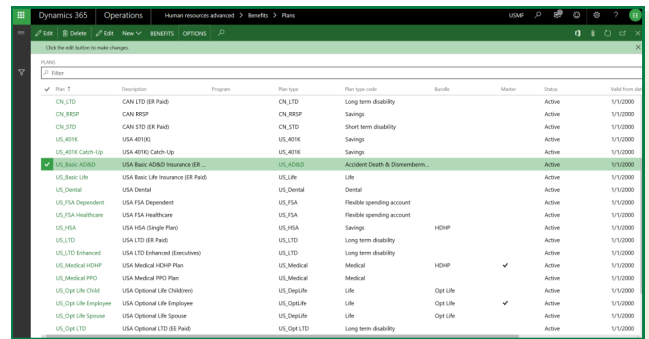 Dynamics 365 Operations Human resources advanced > Benefits > Plans USMF ?
Edit Delete Edit New BENEFITS OPTIONS
Click the edit button to make changes.
PLANS
Filter
Plan ↑ Description Program Plan type Plan type code Bundle Master Status Valid from dat
CN_LTD CAN LTD (ER Paid) CN_LTD Long term disability Active 1/1/2000
CN_RRSP CAN RRSP CN_RRSP Savings Active 1/1/2000
CN_STD CAN STD (ER Paid) CN_STD Short term disability Active 1/1/2000
US_401K USA 401(K) US_401K Savings Active 1/1/2000
US_401K Catch-Up USA 401(K) Catch-Up US_401K Savings Active 1/1/2000
US_Basic AD&D USA Basic AD&D Insurance (ER ... US_AD&D Accident Death & Dismemberm... Active 1/1/2000
US_Basic Life USA Basic Life Insurance (ER Paid) US_Life Life Active 1/1/2000
US_Dental USA Dental US_Dental Dental Active 1/1/2000
US_FSA Dependent USA FSA Dependent US_FSA Flexible spending account Active 1/1/2000
US_FSA Healthcare USA FSA Healthcare US_FSA Flexible spending account Active 1/1/2000
US_HSA USA HSA (Single Plan) US_HSA Savings HDHP Active 1/1/2000
US_LTD USA LTD (ER Paid) US_LTD Long term disability Active 1/1/2000
US_LTD Enhanced USA LTD Enhanced (Executives) US_LTD Long term disability Active 1/1/2000
US_Medical HDHP USA Medical HDHP Plan US_Medical Medical HDHP ✓ Active 1/1/2000
US_Medical PPO USA Medical PPO Plan US_Medical Medical Active 1/1/2000
US_Opt Life Child USA Optional Life Child(ren) US_DepLife Life Opt Life Active 1/1/2000
US_Opt Life Employee USA Optional Life Employee US_OptLife Life Opt Life ✓ Active 1/1/2000
US_Opt Life Spouse USA Optional Life Spouse US_DepLife Life Opt Life Active 1/1/2000
US_Opt LTD USA Optional LTD (EE Paid) US_Opt LTD Long term disability Active 1/1/2000